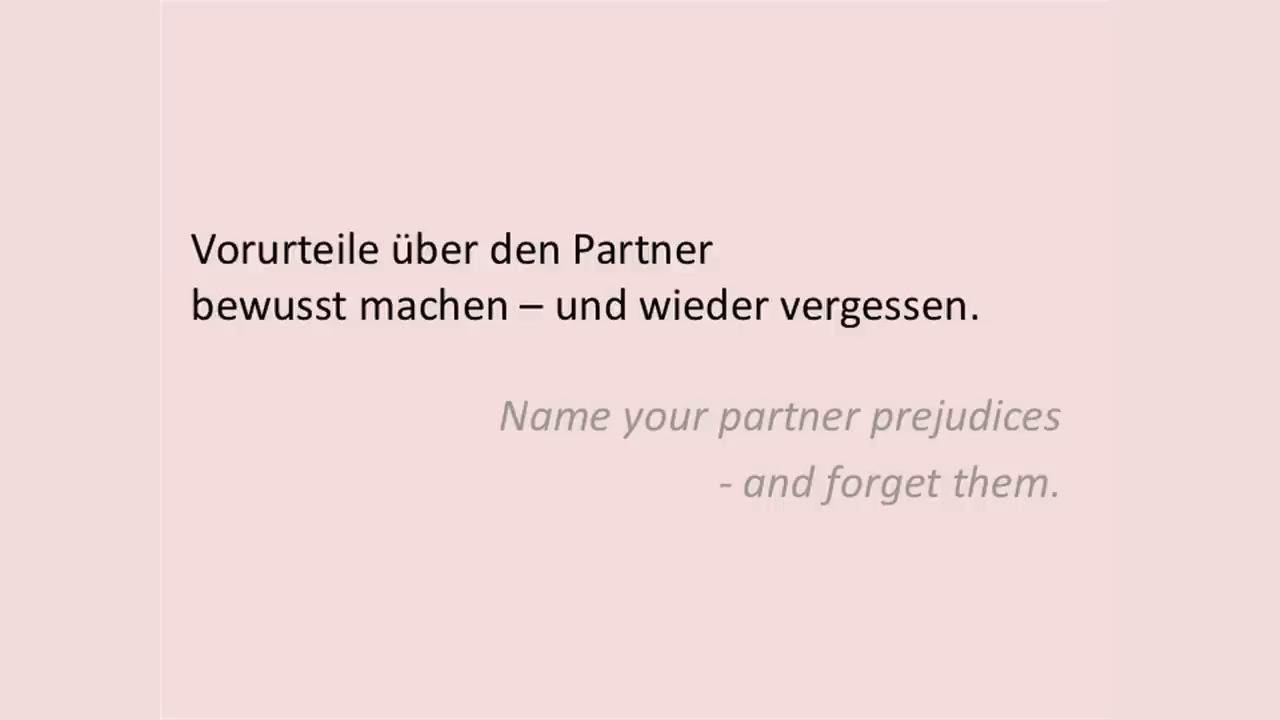 Vorurteile über den Partner
bewusst machen – und wieder vergessen.
Name your partner prejudices
- and forget them.